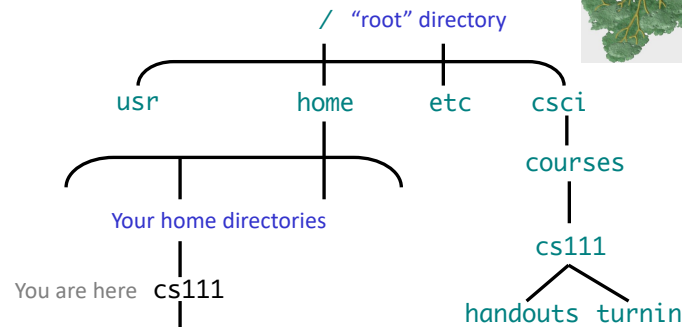 / “root” directory
usr home etc csci
courses
Your home directories
cs111
You are here cs111
handouts turnin